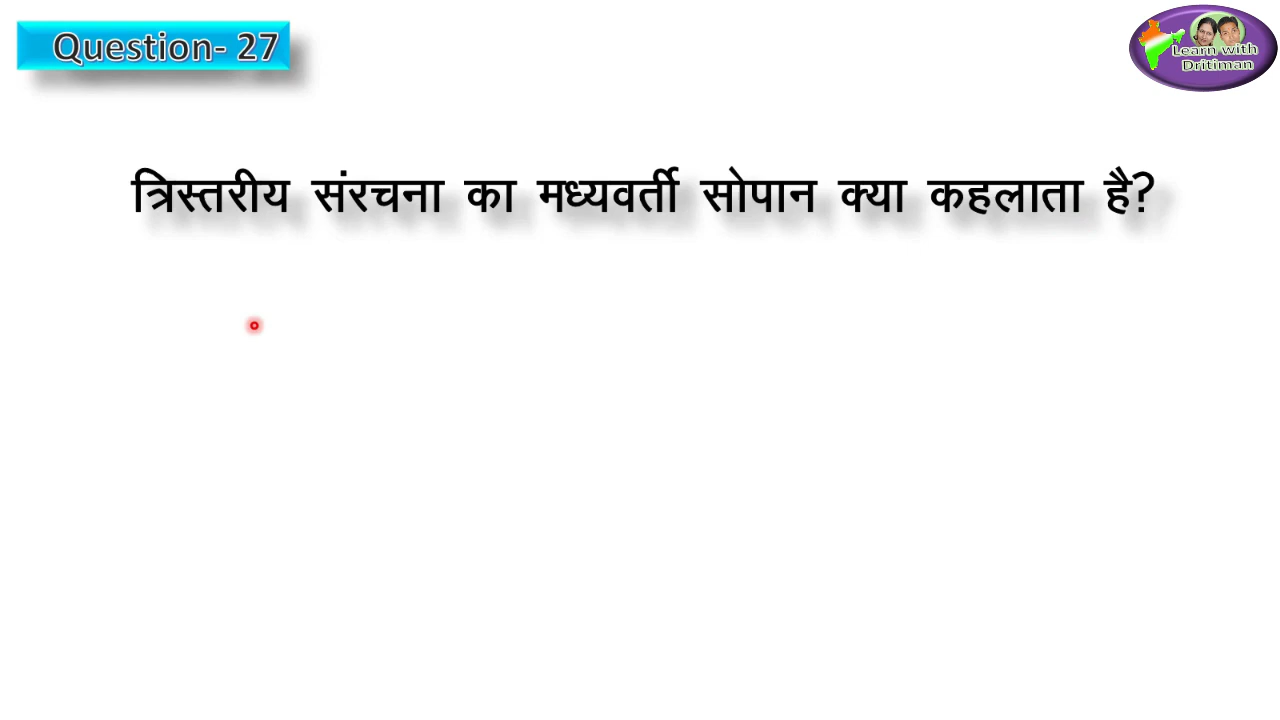 Question- 27
Learn with
Dritiman
त्रिस्तरीय संरचना का मध्यवर्ती सोपान क्या कहलाता है?